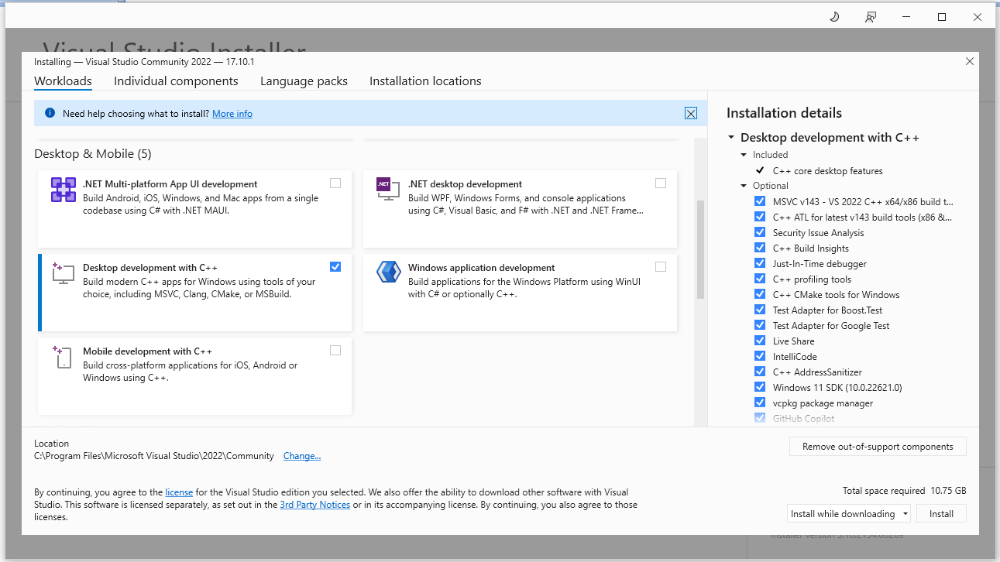 Visual Studio Installer
Installing — Visual Studio Community 2022 — 17.10.1
Workloads
Individual components
Language packs
Installation locations
Need help choosing what to install? More info
Desktop & Mobile (5)
.NET Multi-platform App UI development
Build Android, iOS, Windows, and Mac apps from a single
codebase using C# with .NET MAUI.
.NET
.NET desktop development
Build WPF, Windows Forms, and console applications
using C#, Visual Basic, and F# with .NET and .NET Frame...
Desktop development with C++
Build modern C++ apps for Windows using tools of your
choice, including MSVC, Clang, CMake, or MSBuild.
Windows application development
Build applications for the Windows Platform using WinUI
with C# or optionally C++.
Mobile development with C++
Build cross-platform applications for iOS, Android or
Windows using C++.
Installation details
Desktop development with C++
Included
C++ core desktop features
Optional
MSVC v143 - VS 2022 C++ x64/x86 build t...
C++ ATL for latest v143 build tools (x86 &...
Security Issue Analysis
C++ Build Insights
Just-In-Time debugger
C++ profiling tools
C++ CMake tools for Windows
Test Adapter for Boost.Test
Test Adapter for Google Test
Live Share
IntelliCode
C++ AddressSanitizer
Windows 11 SDK (10.0.22621.0)
vcpkg package manager
GitHub Copilot
Location
C:\Program Files\Microsoft Visual Studio\2022\Community Change...
Remove out-of-support components
By continuing, you agree to the license for the Visual Studio edition you selected. We also offer the ability to download other software with Visual
Studio. This software is licensed separately, as set out in the 3rd Party Notices or in its accompanying license. By continuing, you also agree to those
licenses.
Total space required 10.75 GB
Install while downloading
Install